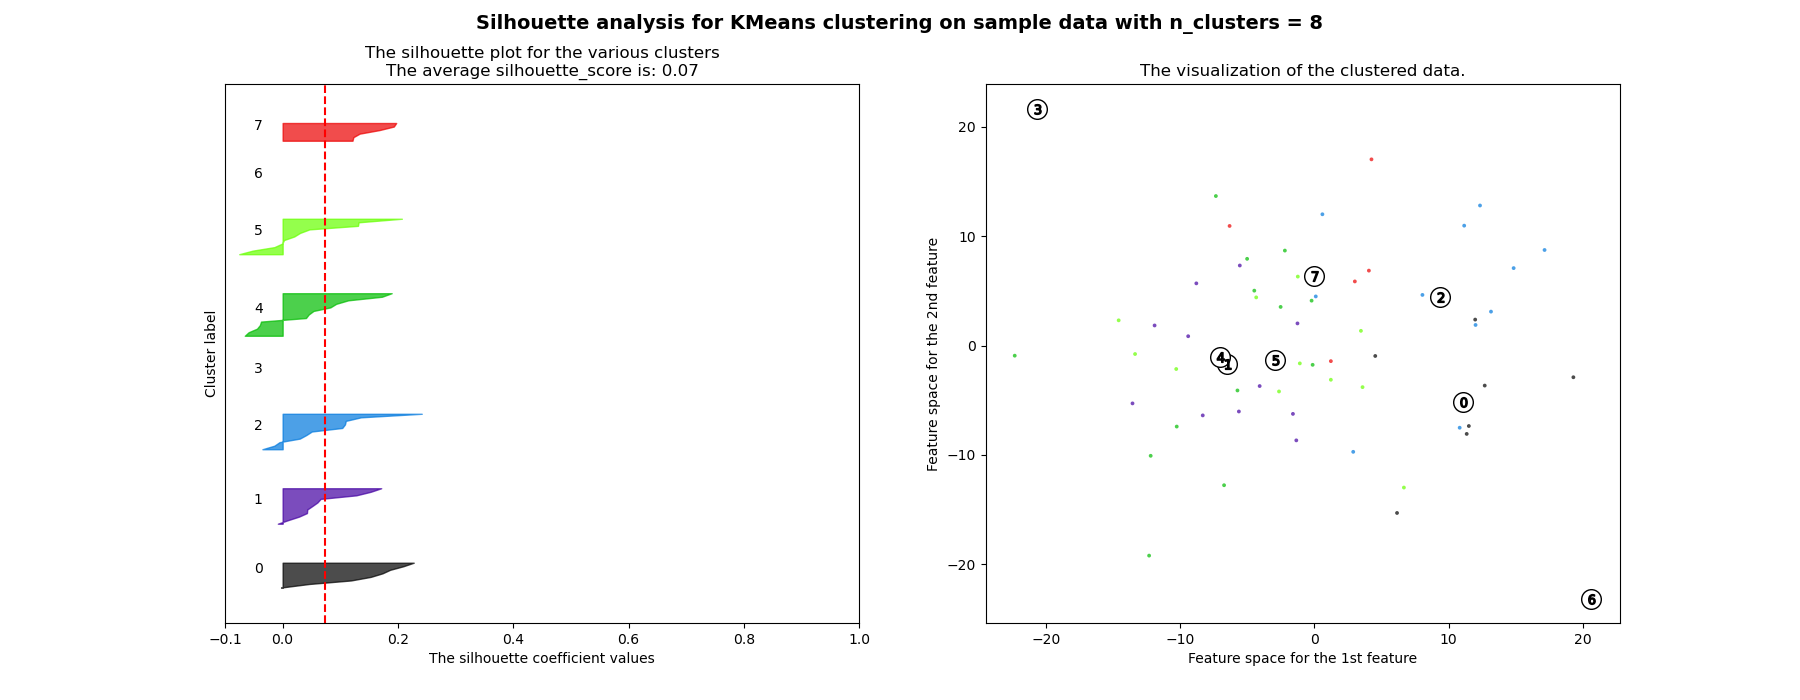 Silhouette analysis for KMeans clustering on sample data with n_clusters = 8
The silhouette plot for the various clusters
The average silhouette_score is: 0.07
7
6
5
4
3
2
1
0
Cluster label
−0.1 0.0 0.2 0.4 0.6 0.8 1.0
The silhouette coefficient values
The visualization of the clustered data.
20
10
0
−10
−20
Feature space for the 2nd feature
3
7
2
4
1
5
0
6
−20 −10 0 10 20
Feature space for the 1st feature